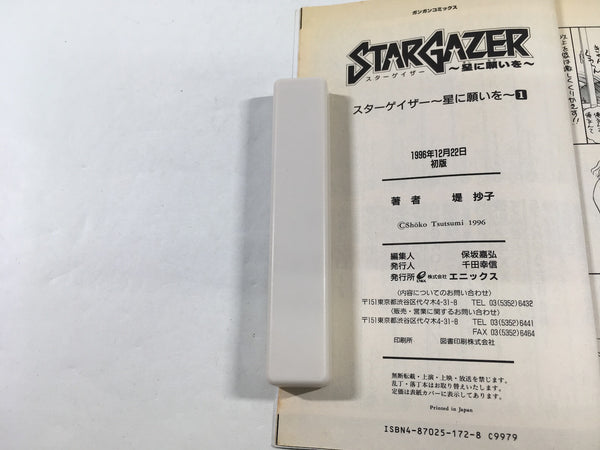 ガンガンコミックス
STARGAZER
スターゲイザー
～星に願いを～
スターゲイザー～星に願いを～1
1996年12月22日
初版
著者 堤 抄子
©Shōko Tsutsumi 1996
編集人 保坂嘉弘
発行人 千田幸信
発行所 株式会社 エニックス
〈内容についてのお問い合わせ〉
〒151東京都渋谷区代々木4-31-8 TEL 03(5352)6432
〈販売・営業に関するお問い合わせ〉
〒151東京都渋谷区代々木4-31-8 TEL 03(5352)6441
FAX 03(5352)6464
印刷所 図書印刷株式会社
無断転載・上演・上映・放送を禁じます。
乱丁・落丁本はお取り替えいたします。
定価は表紙カバーに表示してあります。
Printed in Japan
ISBN4-87025-172-8 C9979